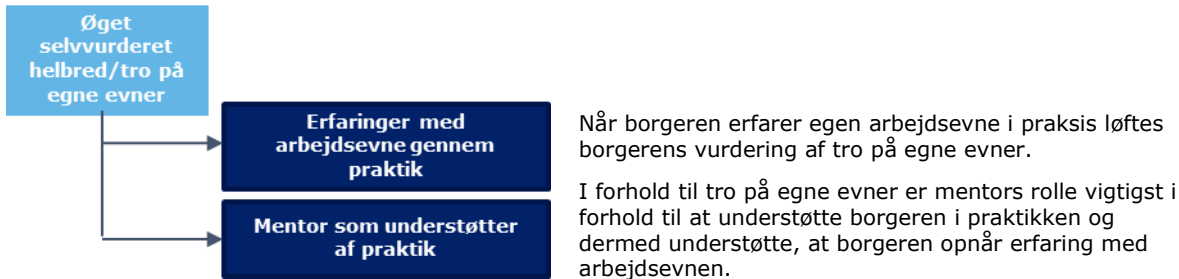 Øget
selvvurderet
helbred/tro på
egne evner
Erfaringer med
arbejdsevne gennem
praktik
Mentor som understøtter
af praktik
Når borgeren erfarer egen arbejdsevne i praksis løftes
borgerens vurdering af tro på egne evner.
I forhold til tro på egne evner er mentors rolle vigtigst i
forhold til at understøtte borgeren i praktikken og
dermed understøtte, at borgeren opnår erfaring med
arbejdsevnen.